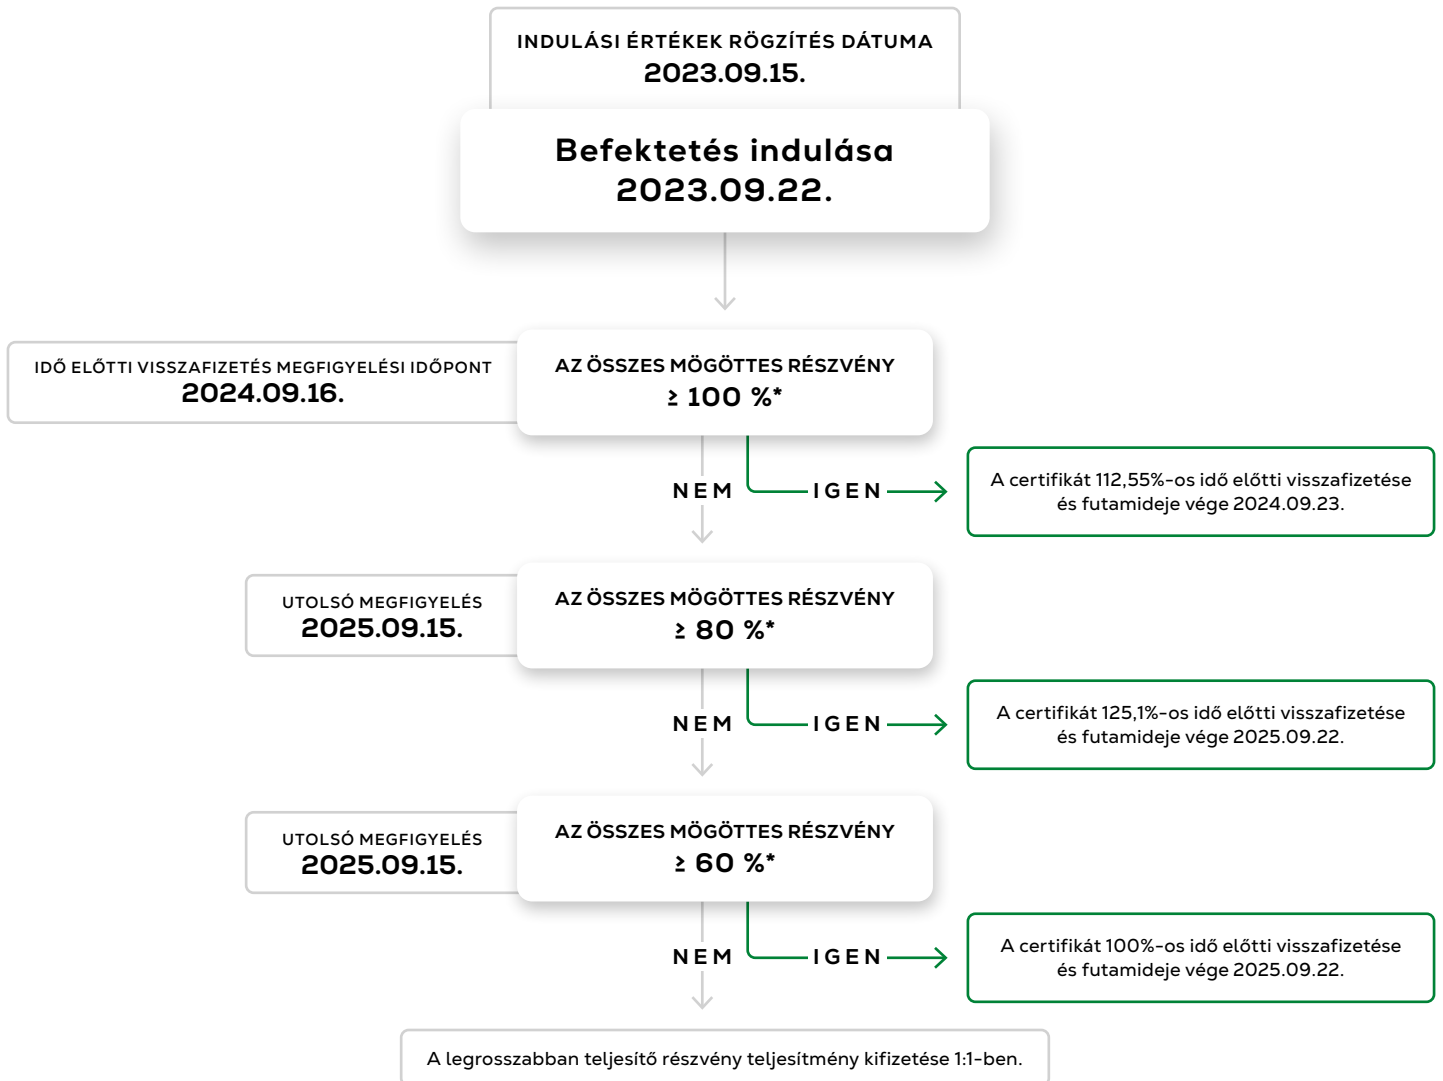 INDULÁSI ÉRTÉKEK RÖGZÍTÉS DÁTUMA
2023.09.15.
Befektetés indulása
2023.09.22.
IDŐ ELŐTTI VISSZAFIZETÉS MEGFIGYELÉSI IDŐPONT
2024.09.16.
AZ ÖSSZES MÖGÖTTES RÉSZVÉNY
≥ 100 %*
NEM
IGEN
A certifikát 112,55%-os idő előtti visszafizetése
és futamideje vége 2024.09.23.
UTOLSÓ MEGFIGYELÉS
2025.09.15.
AZ ÖSSZES MÖGÖTTES RÉSZVÉNY
≥ 80 %*
NEM
IGEN
A certifikát 125,1%-os idő előtti visszafizetése
és futamideje vége 2025.09.22.
UTOLSÓ MEGFIGYELÉS
2025.09.15.
AZ ÖSSZES MÖGÖTTES RÉSZVÉNY
≥ 60 %*
NEM
IGEN
A certifikát 100%-os idő előtti visszafizetése
és futamideje vége 2025.09.22.
A legrosszabban teljesítő részvény teljesítmény kifizetése 1:1-ben.